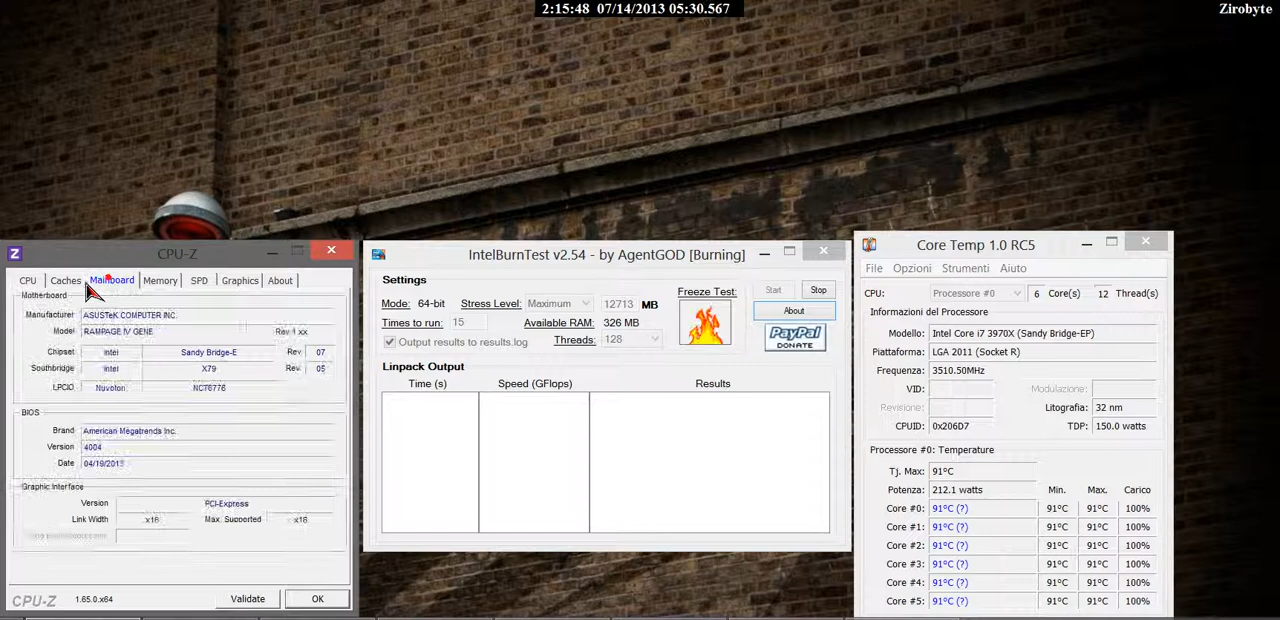 2:15:48 07/14/2013 05:30.567
Zirobyte
CPU-Z
CPU
Caches
Mainboard
Memory
SPD
Graphics
About
Motherboard
Manufacturer ASUSTeK COMPUTER INC.
Model RAMPAGE IV GENE Rev 1.xx
Chipset Intel Sandy Bridge-E Rev. 07
Southbridge Intel X79 Rev. 05
LPCIO Nuvoton NCT6776
BIOS
Brand American Megatrends Inc.
Version 4004
Date 04/19/2013
Graphic Interface
Version PCI-Express
Link Width x16 Max. Supported x16
CPU-Z 1.65.0.x64 Validate OK
IntelBurnTest v2.54 - by AgentGOD [Burning]
Settings
Mode: 64-bit Stress Level: Maximum 12713 MB
Times to run: 15 Available RAM: 326 MB
Output results to results.log Threads: 128
Freeze Test:
Start Stop
About
PayPal
DONATE
Linpack Output
Time (s) Speed (GFlops) Results
Core Temp 1.0 RC5
File Opzioni Strumenti Aiuto
CPU: Processore #0 6 Core(s) 12 Thread(s)
Informazioni del Processore
Modello: Intel Core i7 3970X (Sandy Bridge-EP)
Piattaforma: LGA 2011 (Socket R)
Frequenza: 3510.50MHz
VID: Modulazione:
Revisione: Litografia: 32 nm
CPUID: 0x206D7 TDP: 150.0 watts
Processore #0: Temperature
Tj. Max: 91°C
Potenza: 212.1 watts Min. Max. Carico
Core #0: 91°C (?) 91°C 91°C 100%
Core #1: 91°C (?) 91°C 91°C 100%
Core #2: 91°C (?) 91°C 91°C 100%
Core #3: 91°C (?) 91°C 91°C 100%
Core #4: 91°C (?) 91°C 91°C 100%
Core #5: 91°C (?) 91°C 91°C 100%